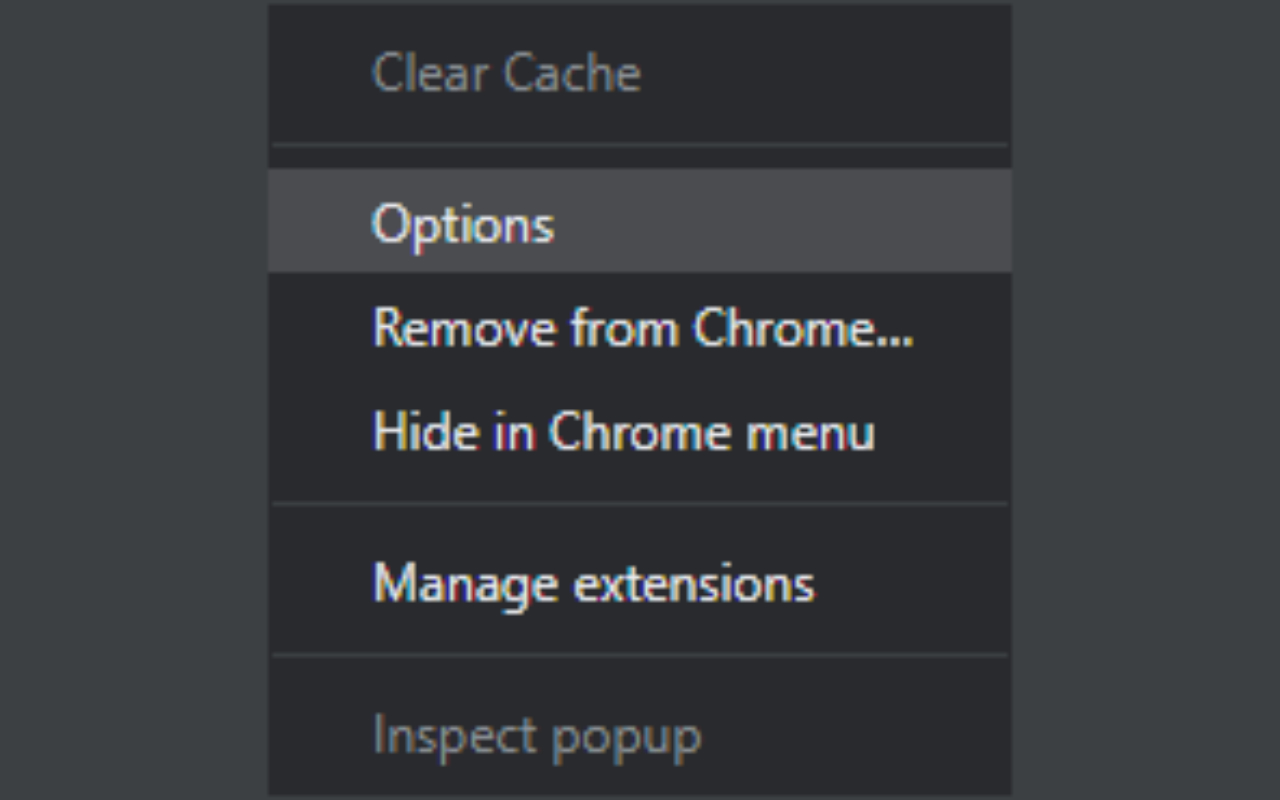 Clear Cache
Options
Remove from Chrome...
Hide in Chrome menu
Manage extensions
Inspect popup